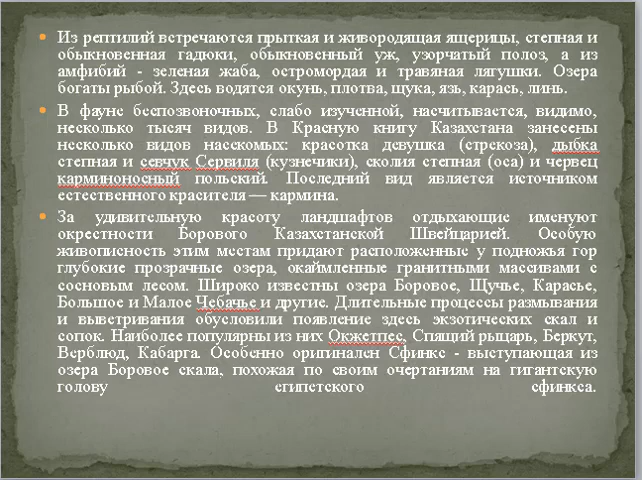 Из рептилий встречаются прыткая и живородящая ящерицы, степная и
обыкновенная гадюки, обыкновенный уж, узорчатый полоз, а из
амфибий - зеленая жаба, остромордая и травяная лягушки. Озера
богаты рыбой. Здесь водятся окунь, плотва, щука, язь, карась, линь.
В фауне беспозвоночных, слабо изученной, насчитывается, видимо,
несколько тысяч видов. В Красную книгу Казахстана занесены
несколько видов насекомых: красотка девушка (стрекоза), дыбка
степная и севчук Сервиля (кузнечики), сколия степная (оса) и червец
карминоносный польский. Последний вид является источником
естественного красителя — кармина.
За удивительную красоту ландшафтов отдыхающие именуют
окрестности Борового Казахстанской Швейцарией. Особую
живописность этим местам придают расположенные у подножья гор
глубокие прозрачные озера, окаймленные гранитными массивами с
сосновым лесом. Широко известны озера Боровое, Щучье, Карасье,
Большое и Малое Чебачье и другие. Длительные процессы размывания
и выветривания обусловили появление здесь экзотических скал и
сопок. Наиболее популярны из них Окжетпес, Спящий рыцарь, Беркут,
Верблюд, Кабарга. Особенно оригинален Сфинкс - выступающая из
озера Боровое скала, похожая по своим очертаниям на гигантскую
голову египетского сфинкса.